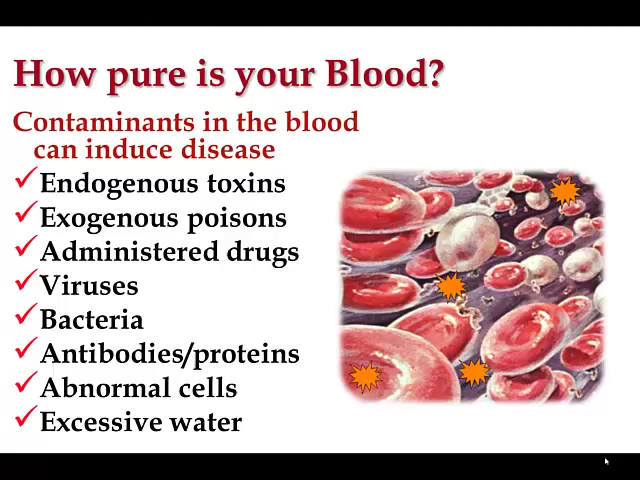 How pure is your Blood?
Contaminants in the blood
can induce disease
Endogenous toxins
Exogenous poisons
Administered drugs
Viruses
Bacteria
Antibodies/proteins
Abnormal cells
Excessive water